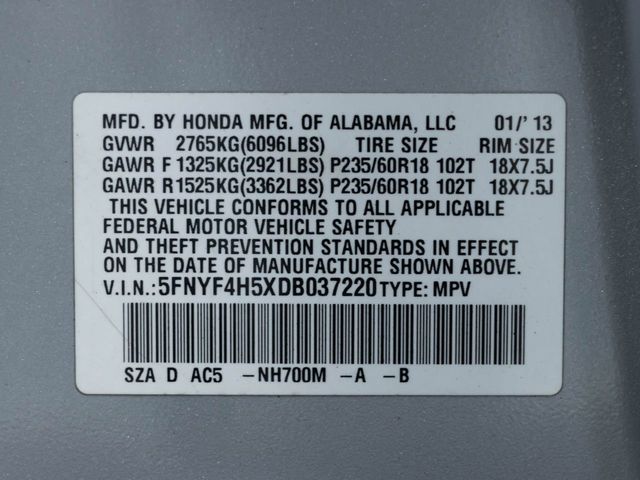 MFD. BY HONDA MFG. OF ALABAMA, LLC 01/'13
GVWR 2765KG(6096LBS) TIRE SIZE RIM SIZE
GAWR F 1325KG(2921LBS) P235/60R18 102T 18X7.5J
GAWR R 1525KG(3362LBS) P235/60R18 102T 18X7.5J
THIS VEHICLE CONFORMS TO ALL APPLICABLE
FEDERAL MOTOR VEHICLE SAFETY
AND THEFT PREVENTION STANDARDS IN EFFECT
ON THE DATE OF MANUFACTURE SHOWN ABOVE.
V.I.N.: 5FNYF4H5XDB037220 TYPE: MPV
SZA D AC5 -NH700M -A -B